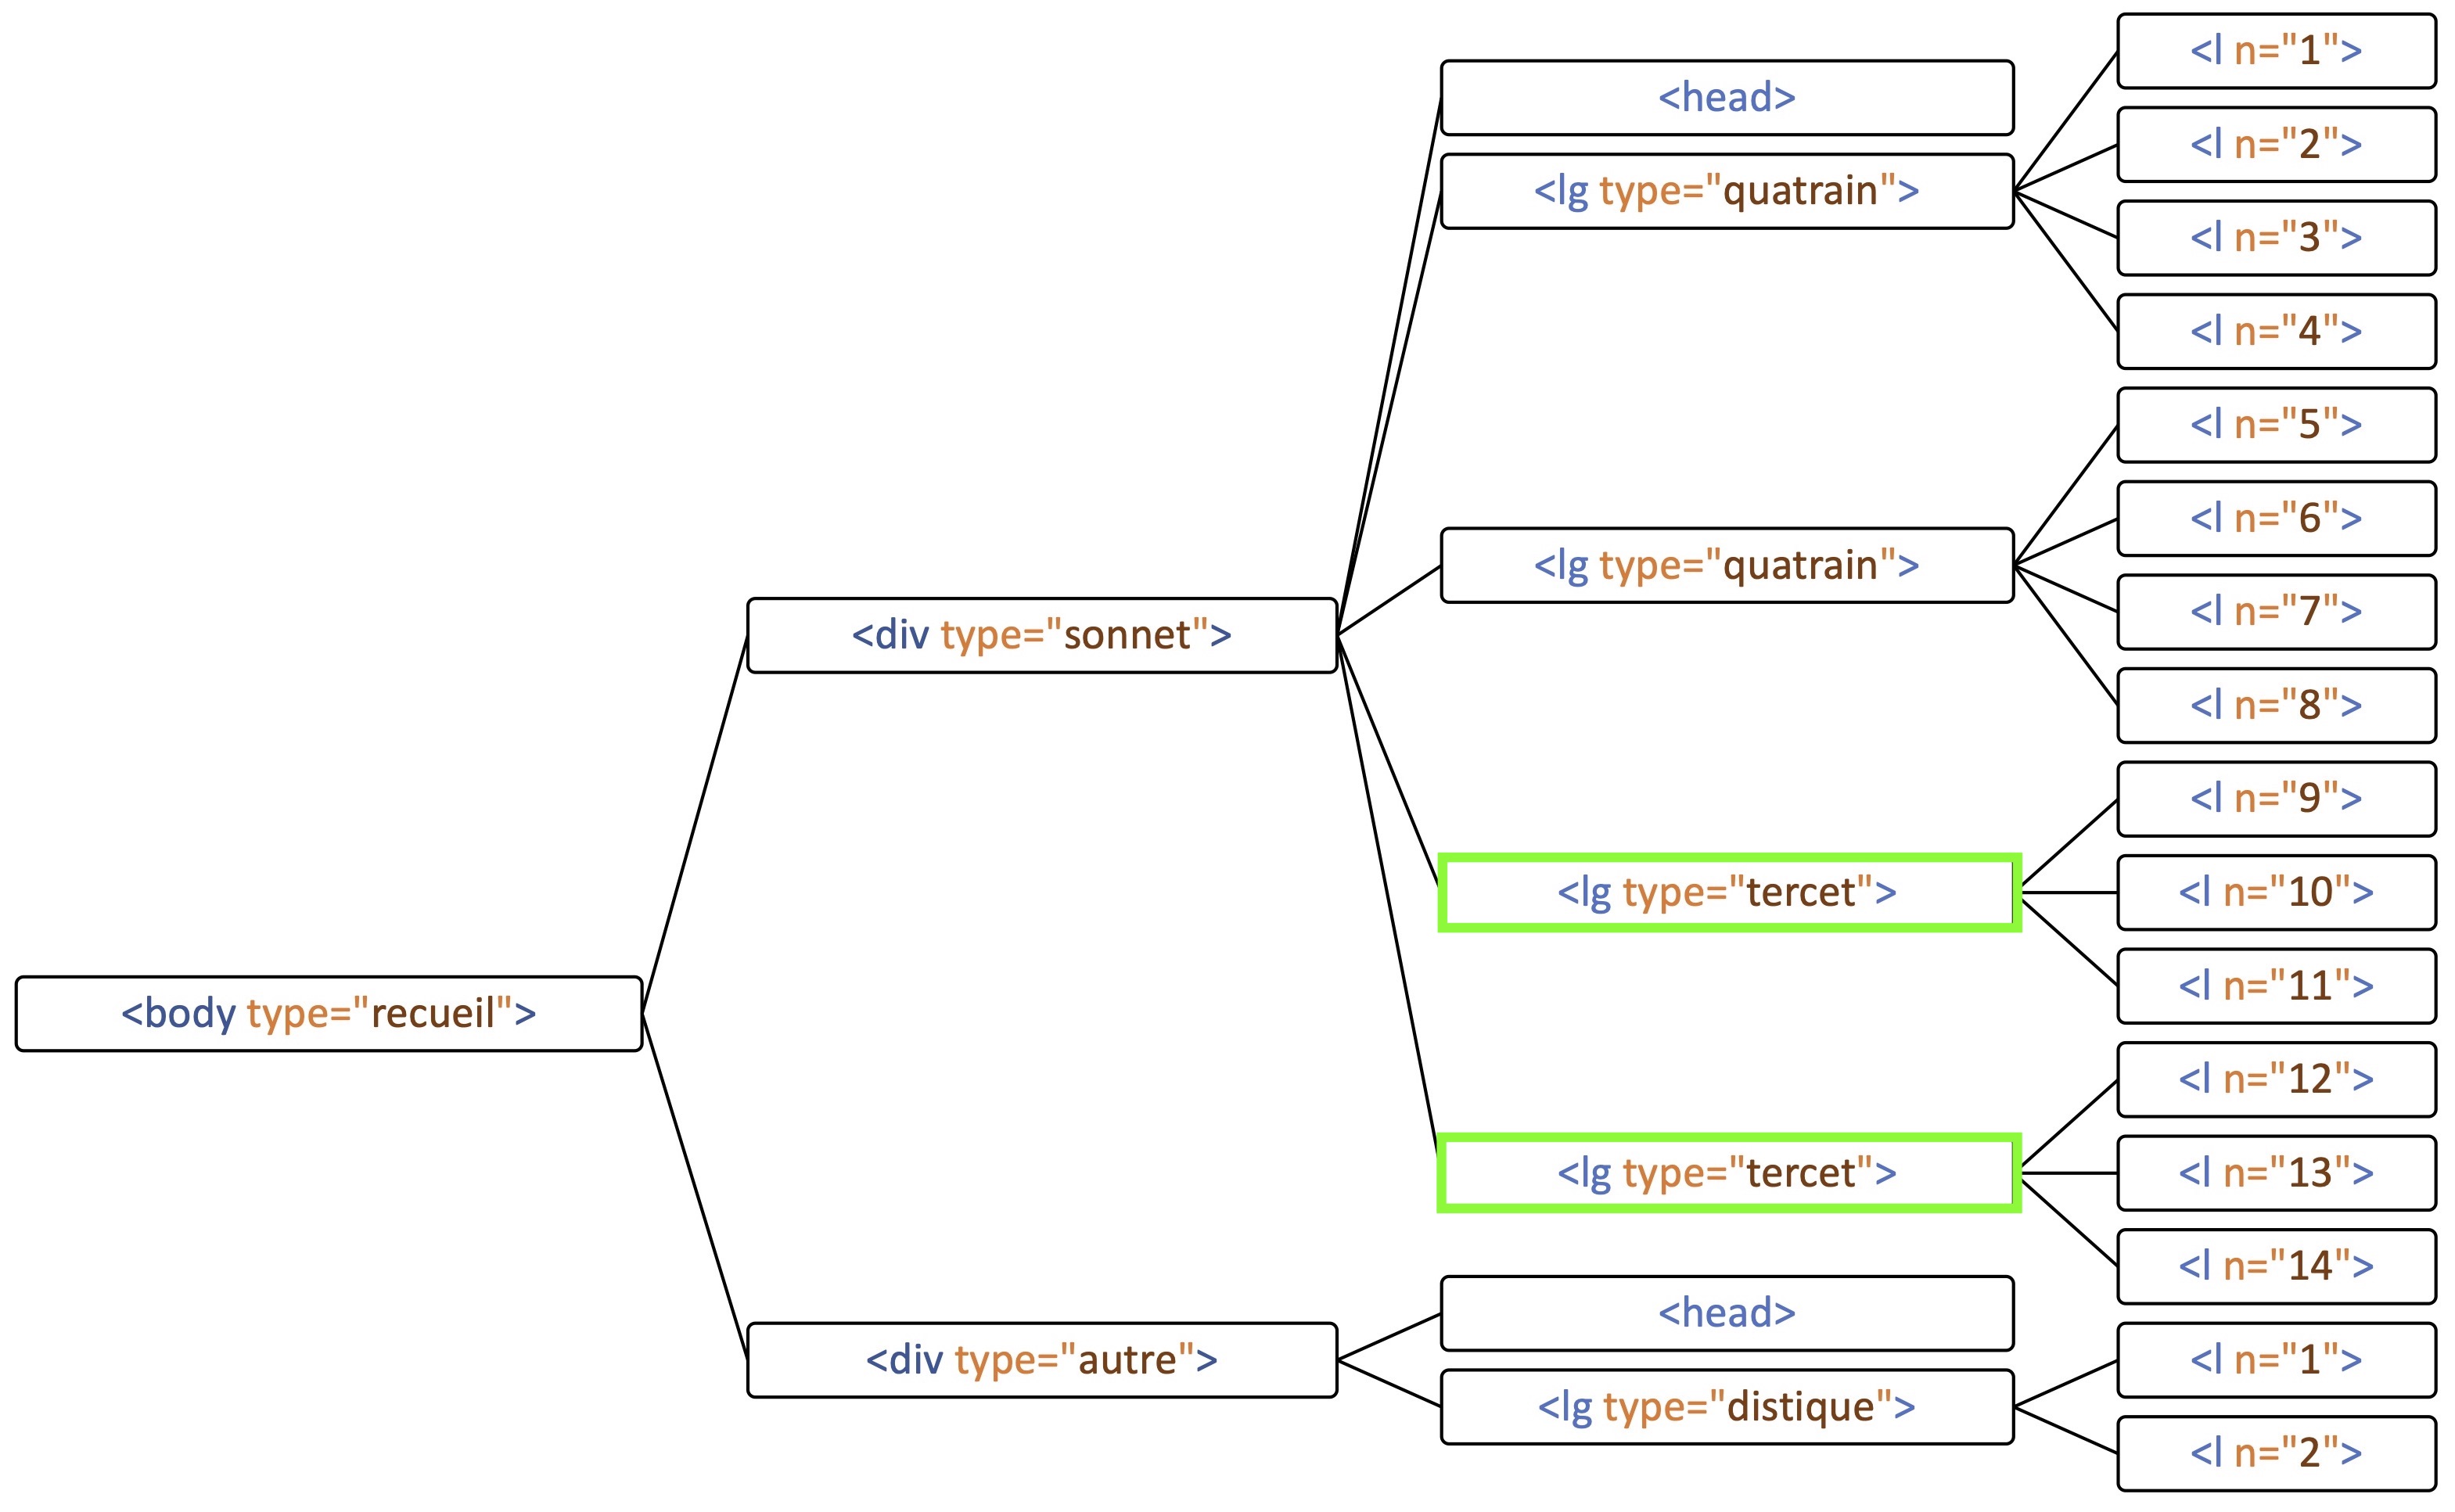 <body type="recueil">
<div type="sonnet">
<head>
<lg type="quatrain">
<l n="1">
<l n="2">
<l n="3">
<l n="4">
<lg type="quatrain">
<l n="5">
<l n="6">
<l n="7">
<l n="8">
<lg type="tercet">
<l n="9">
<l n="10">
<l n="11">
<lg type="tercet">
<l n="12">
<l n="13">
<l n="14">
<div type="autre">
<head>
<lg type="distique">
<l n="1">
<l n="2">